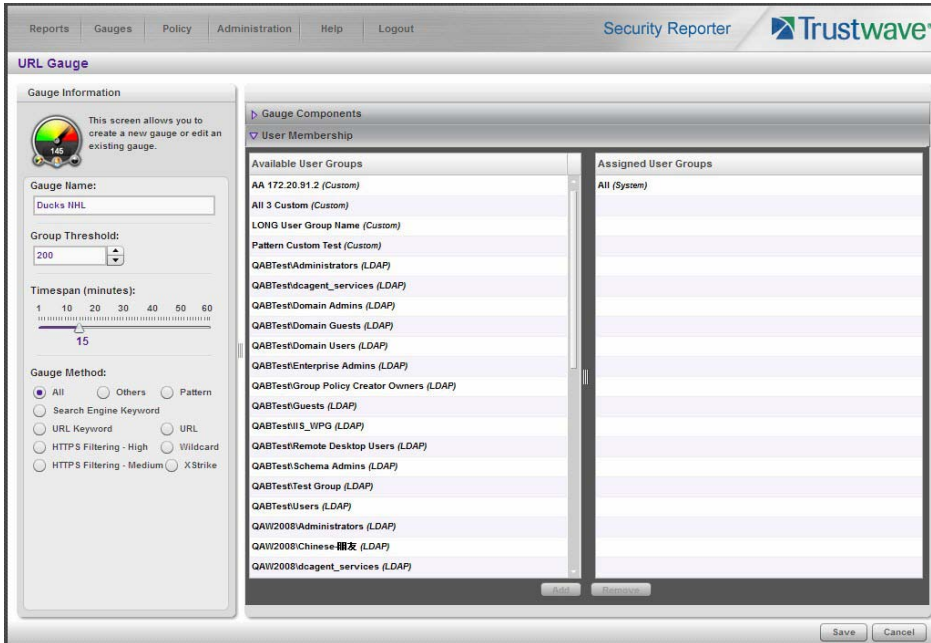 Reports Gauges Policy Administration Help Logout
Security Reporter
Trustwave
URL Gauge
Gauge Information
This screen allows you to
create a new gauge or edit an
existing gauge.
145
Gauge Name:
Ducks NHL
Group Threshold:
200
Timespan (minutes):
1 10 20 30 40 50 60
15
Gauge Method:
All Others Pattern
Search Engine Keyword
URL Keyword URL
HTTPS Filtering - High Wildcard
HTTPS Filtering - Medium XStrike
Gauge Components
User Membership
Available User Groups
AA 172.20.91.2 (Custom)
All 3 Custom (Custom)
LONG User Group Name (Custom)
Pattern Custom Test (Custom)
QABTest\Administrators (LDAP)
QABTest\dcagent_services (LDAP)
QABTest\Domain Admins (LDAP)
QABTest\Domain Guests (LDAP)
QABTest\Domain Users (LDAP)
QABTest\Enterprise Admins (LDAP)
QABTest\Group Policy Creator Owners (LDAP)
QABTest\Guests (LDAP)
QABTest\IIS_WPG (LDAP)
QABTest\Remote Desktop Users (LDAP)
QABTest\Schema Admins (LDAP)
QABTest\Test Group (LDAP)
QABTest\Users (LDAP)
QAW2008\Administrators (LDAP)
QAW2008\Chinese-朋友 (LDAP)
QAW2008\dcagent_services (LDAP)
Assigned User Groups
All (System)
Add Remove
Save Cancel